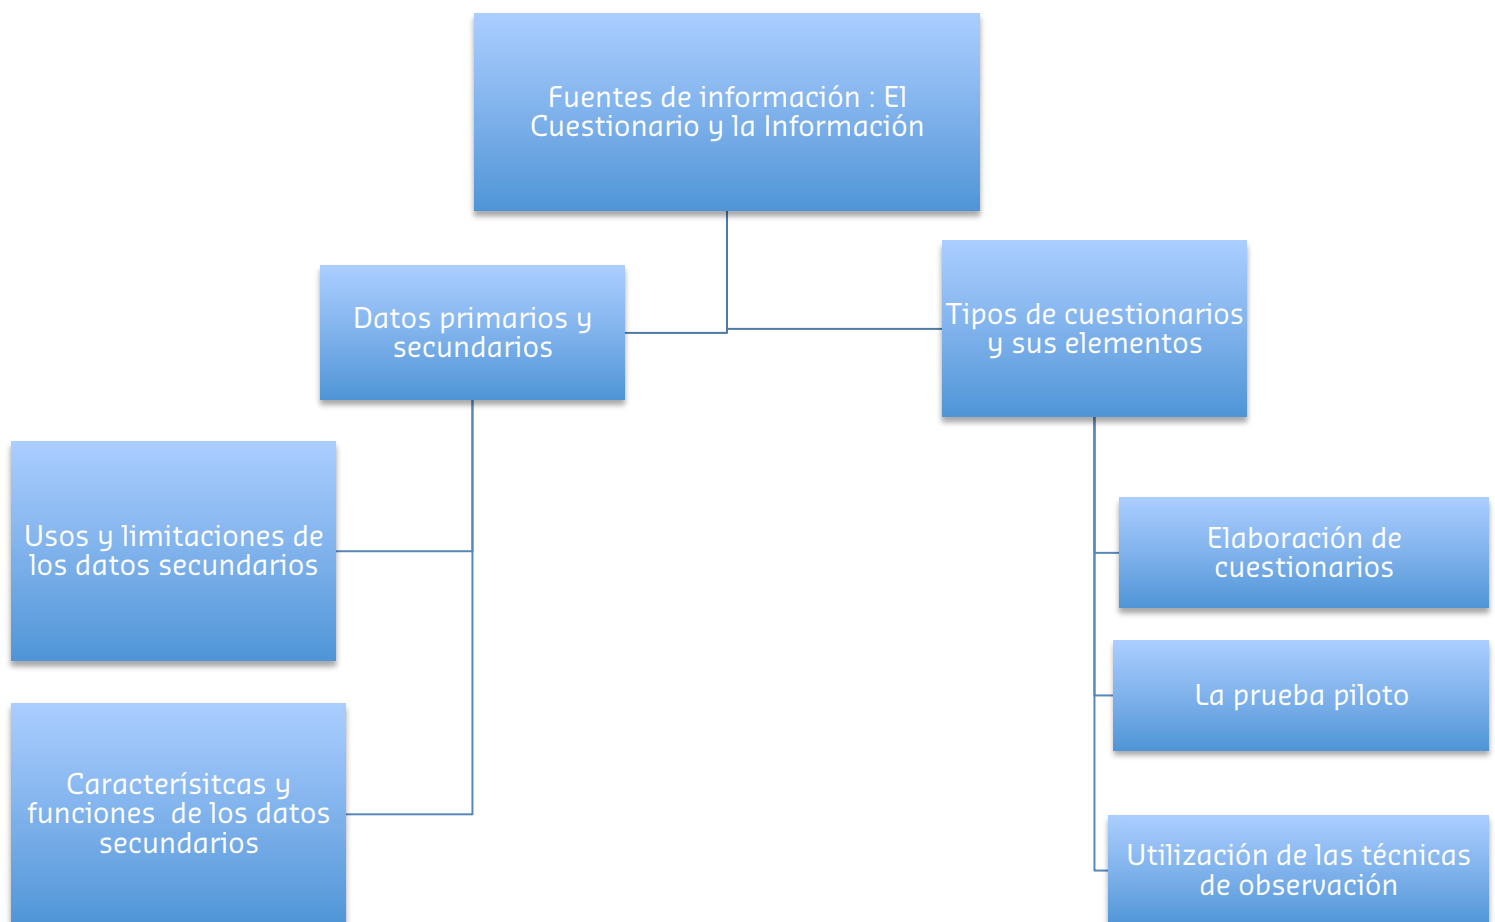 Fuentes de información : El
Cuestionario y la Información
Datos primarios y
secundarios
Tipos de cuestionarios
y sus elementos
Usos y limitaciones de
los datos secundarios
Caracterísitcas y
funciones de los datos
secundarios
Elaboración de
cuestionarios
La prueba piloto
Utilización de las técnicas
de observación